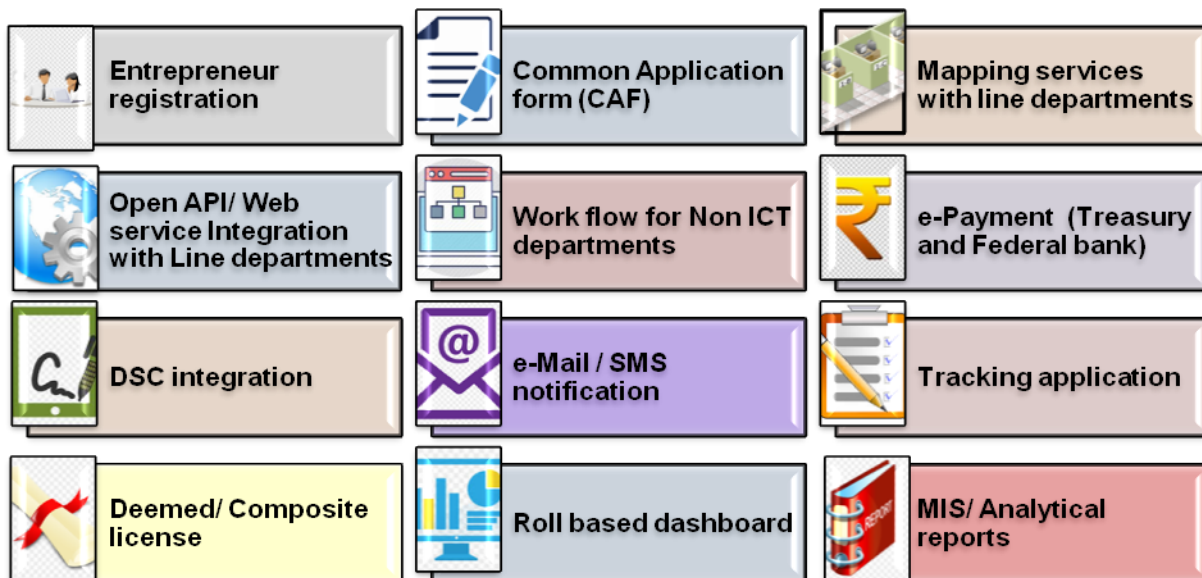 Entrepreneur
registration
Common Application
form (CAF)
Mapping services
with line departments
Open API/ Web
service Integration
with Line departments
Work flow for Non ICT
departments
e-Payment (Treasury
and Federal bank)
DSC integration
@
e-Mail / SMS
notification
Tracking application
Deemed/ Composite
license
Roll based dashboard
REPORT
MIS/ Analytical
reports